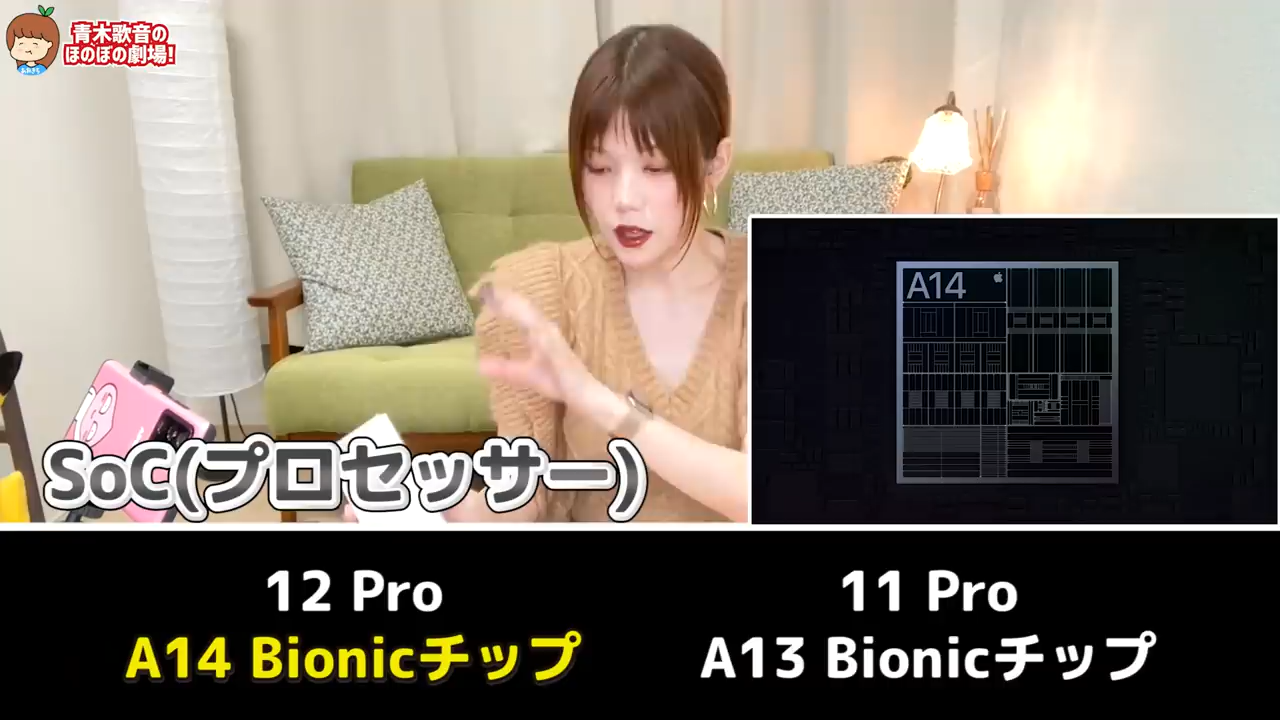 青木歌音の
ほのぼの劇場!
A14
SoC(プロセッサー)
12 Pro
A14 Bionicチップ
11 Pro
A13 Bionicチップ